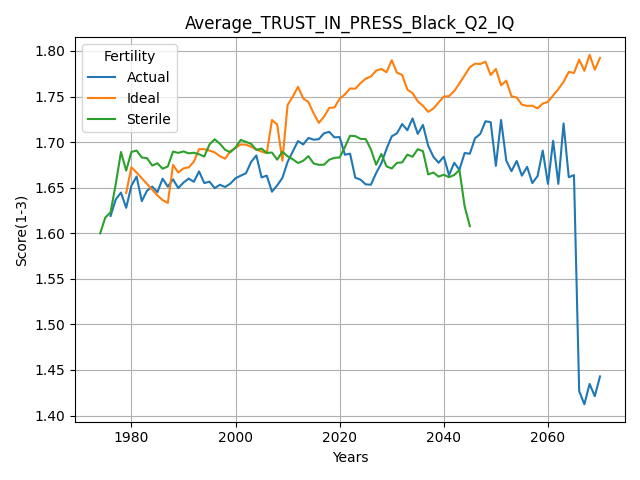 Average_TRUST_IN_PRESS_Black_Q2_IQ
Fertility
Actual
Ideal
Sterile
Score(1-3)
1.80
1.75
1.70
1.65
1.60
1.55
1.50
1.45
1.40
1980
2000
2020
2040
2060
Years